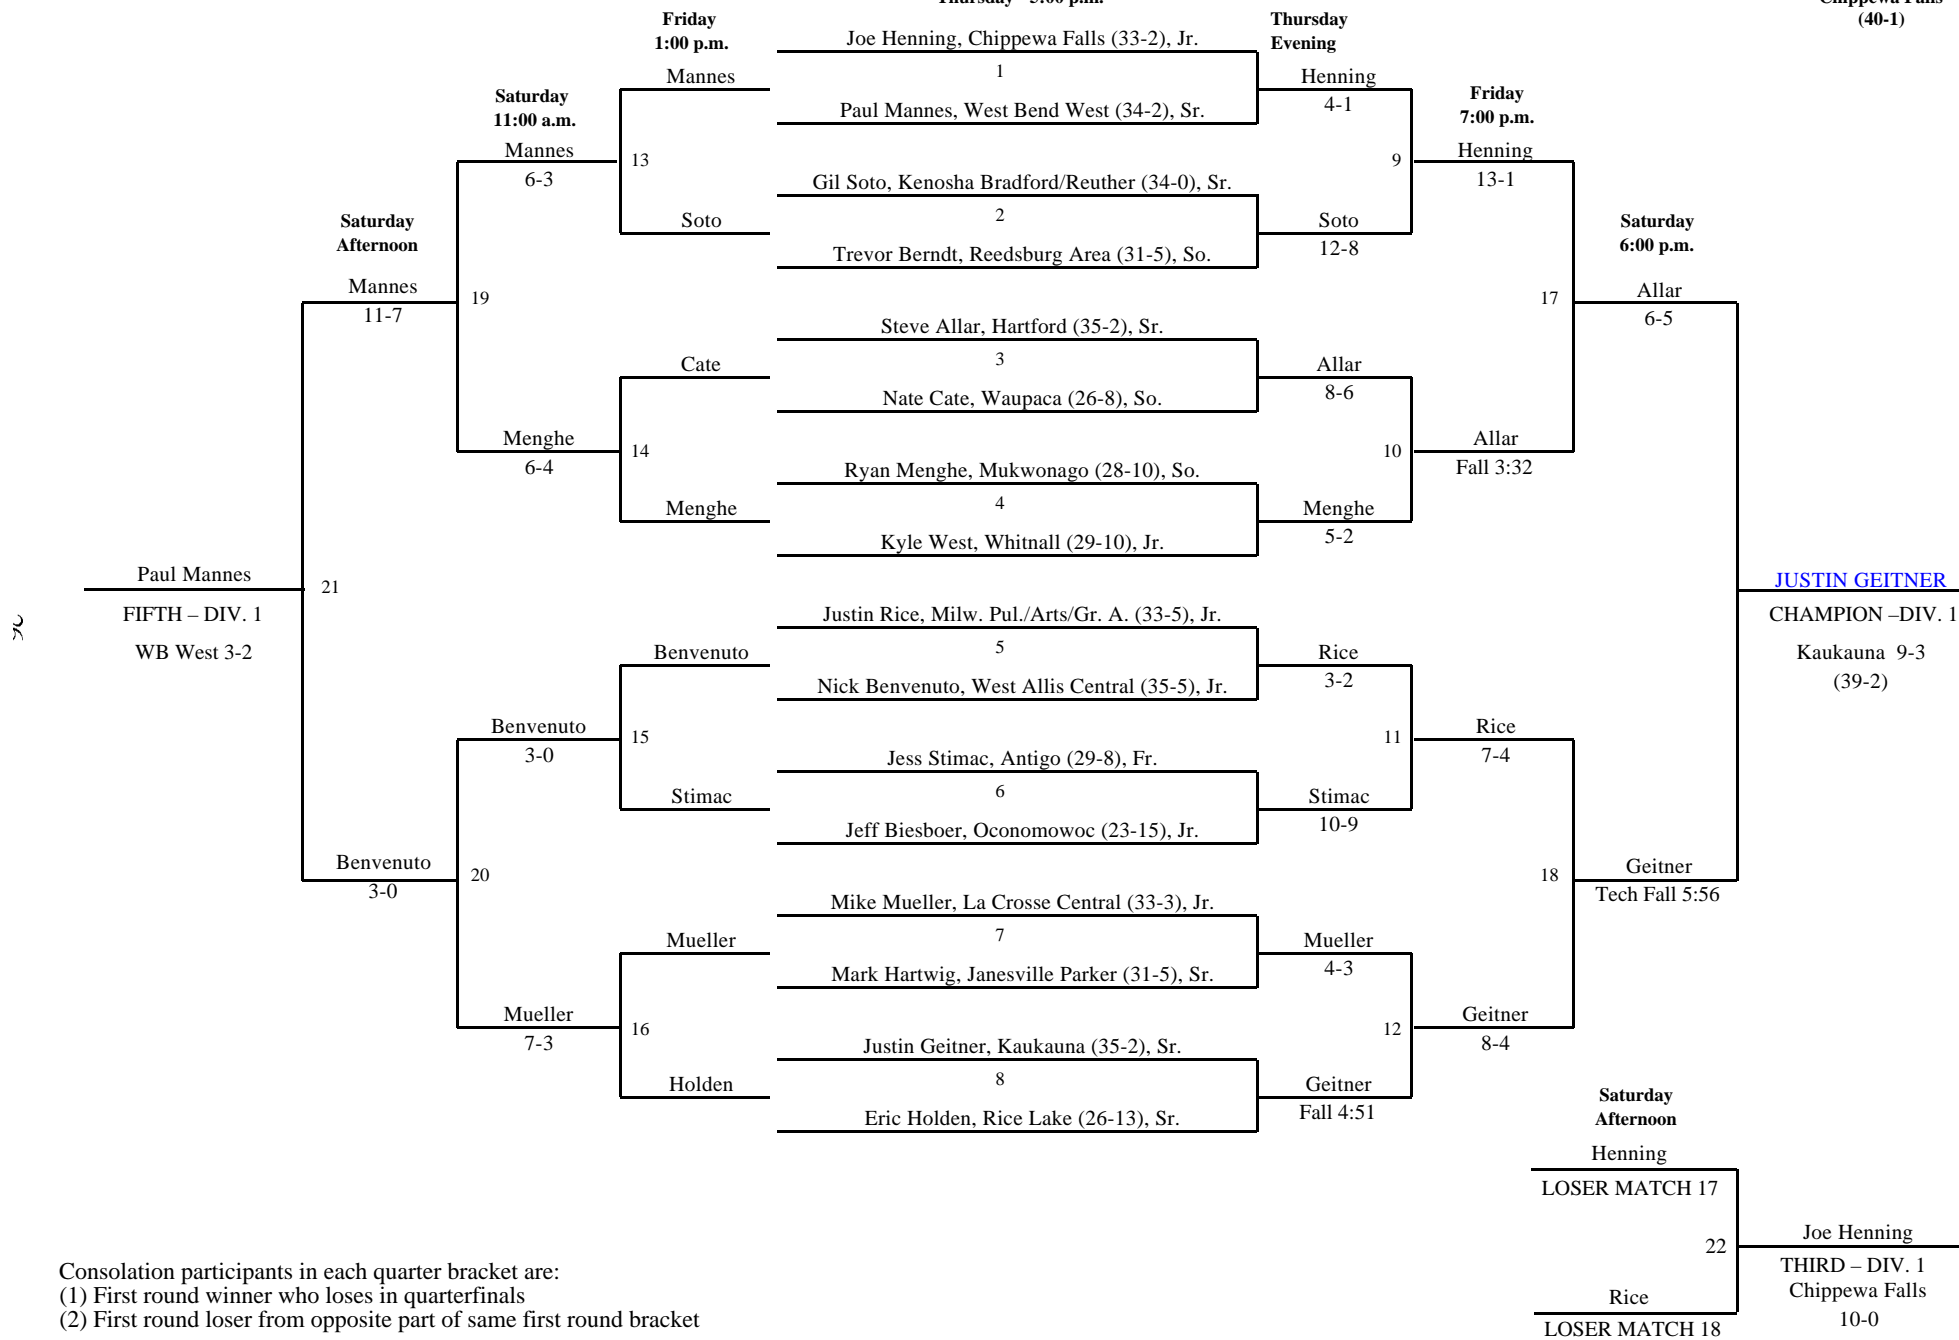 Friday
1:00 p.m.
Thursday
Evening
(40-1)
Joe Henning, Chippewa Falls (33-2), Jr.
Mannes
1
Henning
4-1
Saturday
11:00 a.m.
Paul Mannes, West Bend West (34-2), Sr.
Friday
7:00 p.m.
Mannes
6-3
13
9
Henning
13-1
Gil Soto, Kenosha Bradford/Reuther (34-0), Sr.
Saturday
Afternoon
Soto
2
Soto
12-8
Saturday
6:00 p.m.
Trevor Berndt, Reedsburg Area (31-5), So.
Mannes
11-7
19
17
Allar
6-5
Steve Allar, Hartford (35-2), Sr.
Cate
3
Allar
8-6
Nate Cate, Waupaca (26-8), So.
Menghe
6-4
14
10
Allar
Fall 3:32
Ryan Menghe, Mukwonago (28-10), So.
Menghe
4
Menghe
5-2
Kyle West, Whitnall (29-10), Jr.
Paul Mannes
21
FIFTH – DIV. 1
WB West 3-2
JUSTIN GEITNER
CHAMPION –DIV. 1
Kaukauna 9-3
(39-2)
Justin Rice, Milw. Pul./Arts/Gr. A. (33-5), Jr.
Benvenuto
5
Rice
3-2
Nick Benvenuto, West Allis Central (35-5), Jr.
Benvenuto
3-0
15
11
Rice
7-4
Jess Stimac, Antigo (29-8), Fr.
Stimac
6
Stimac
10-9
Jeff Biesboer, Oconomowoc (23-15), Jr.
Benvenuto
3-0
20
18
Geitner
Tech Fall 5:56
Mike Mueller, La Crosse Central (33-3), Jr.
Mueller
7
Mueller
4-3
Mark Hartwig, Janesville Parker (31-5), Sr.
Mueller
7-3
16
12
Geitner
8-4
Justin Geitner, Kaukauna (35-2), Sr.
Holden
8
Geitner
Fall 4:51
Eric Holden, Rice Lake (26-13), Sr.
Saturday
Afternoon
Henning
LOSER MATCH 17
22
Joe Henning
THIRD – DIV. 1
Chippewa Falls
10-0
Rice
LOSER MATCH 18
Consolation participants in each quarter bracket are:
(1) First round winner who loses in quarterfinals
(2) First round loser from opposite part of same first round bracket